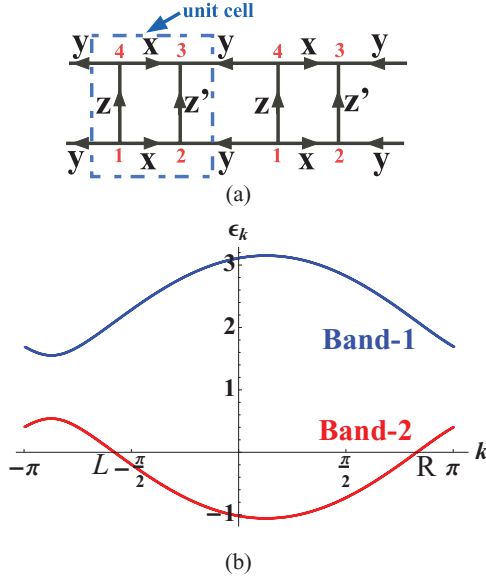 unit cell
y 4 x 3 y 4 x 3 y
z z' z z'
y 1 x 2 y 1 x 2 y
(a)
ϵₖ
3
2
Band-1
1
Band-2
−π L −π/2 π/2 R π k
−1
(b)